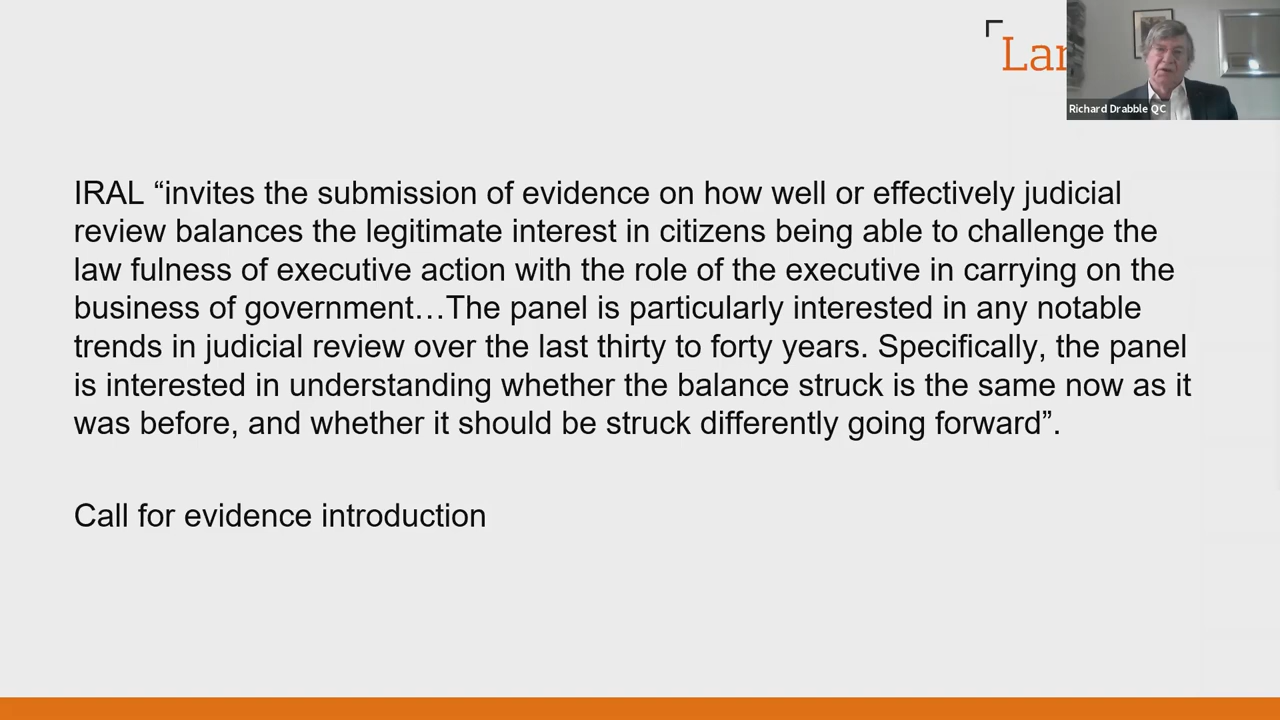 Richard Drabble QC
IRAL “invites the submission of evidence on how well or effectively judicial
review balances the legitimate interest in citizens being able to challenge the
law fulness of executive action with the role of the executive in carrying on the
business of government…The panel is particularly interested in any notable
trends in judicial review over the last thirty to forty years. Specifically, the panel
is interested in understanding whether the balance struck is the same now as it
was before, and whether it should be struck differently going forward”.
Call for evidence introduction